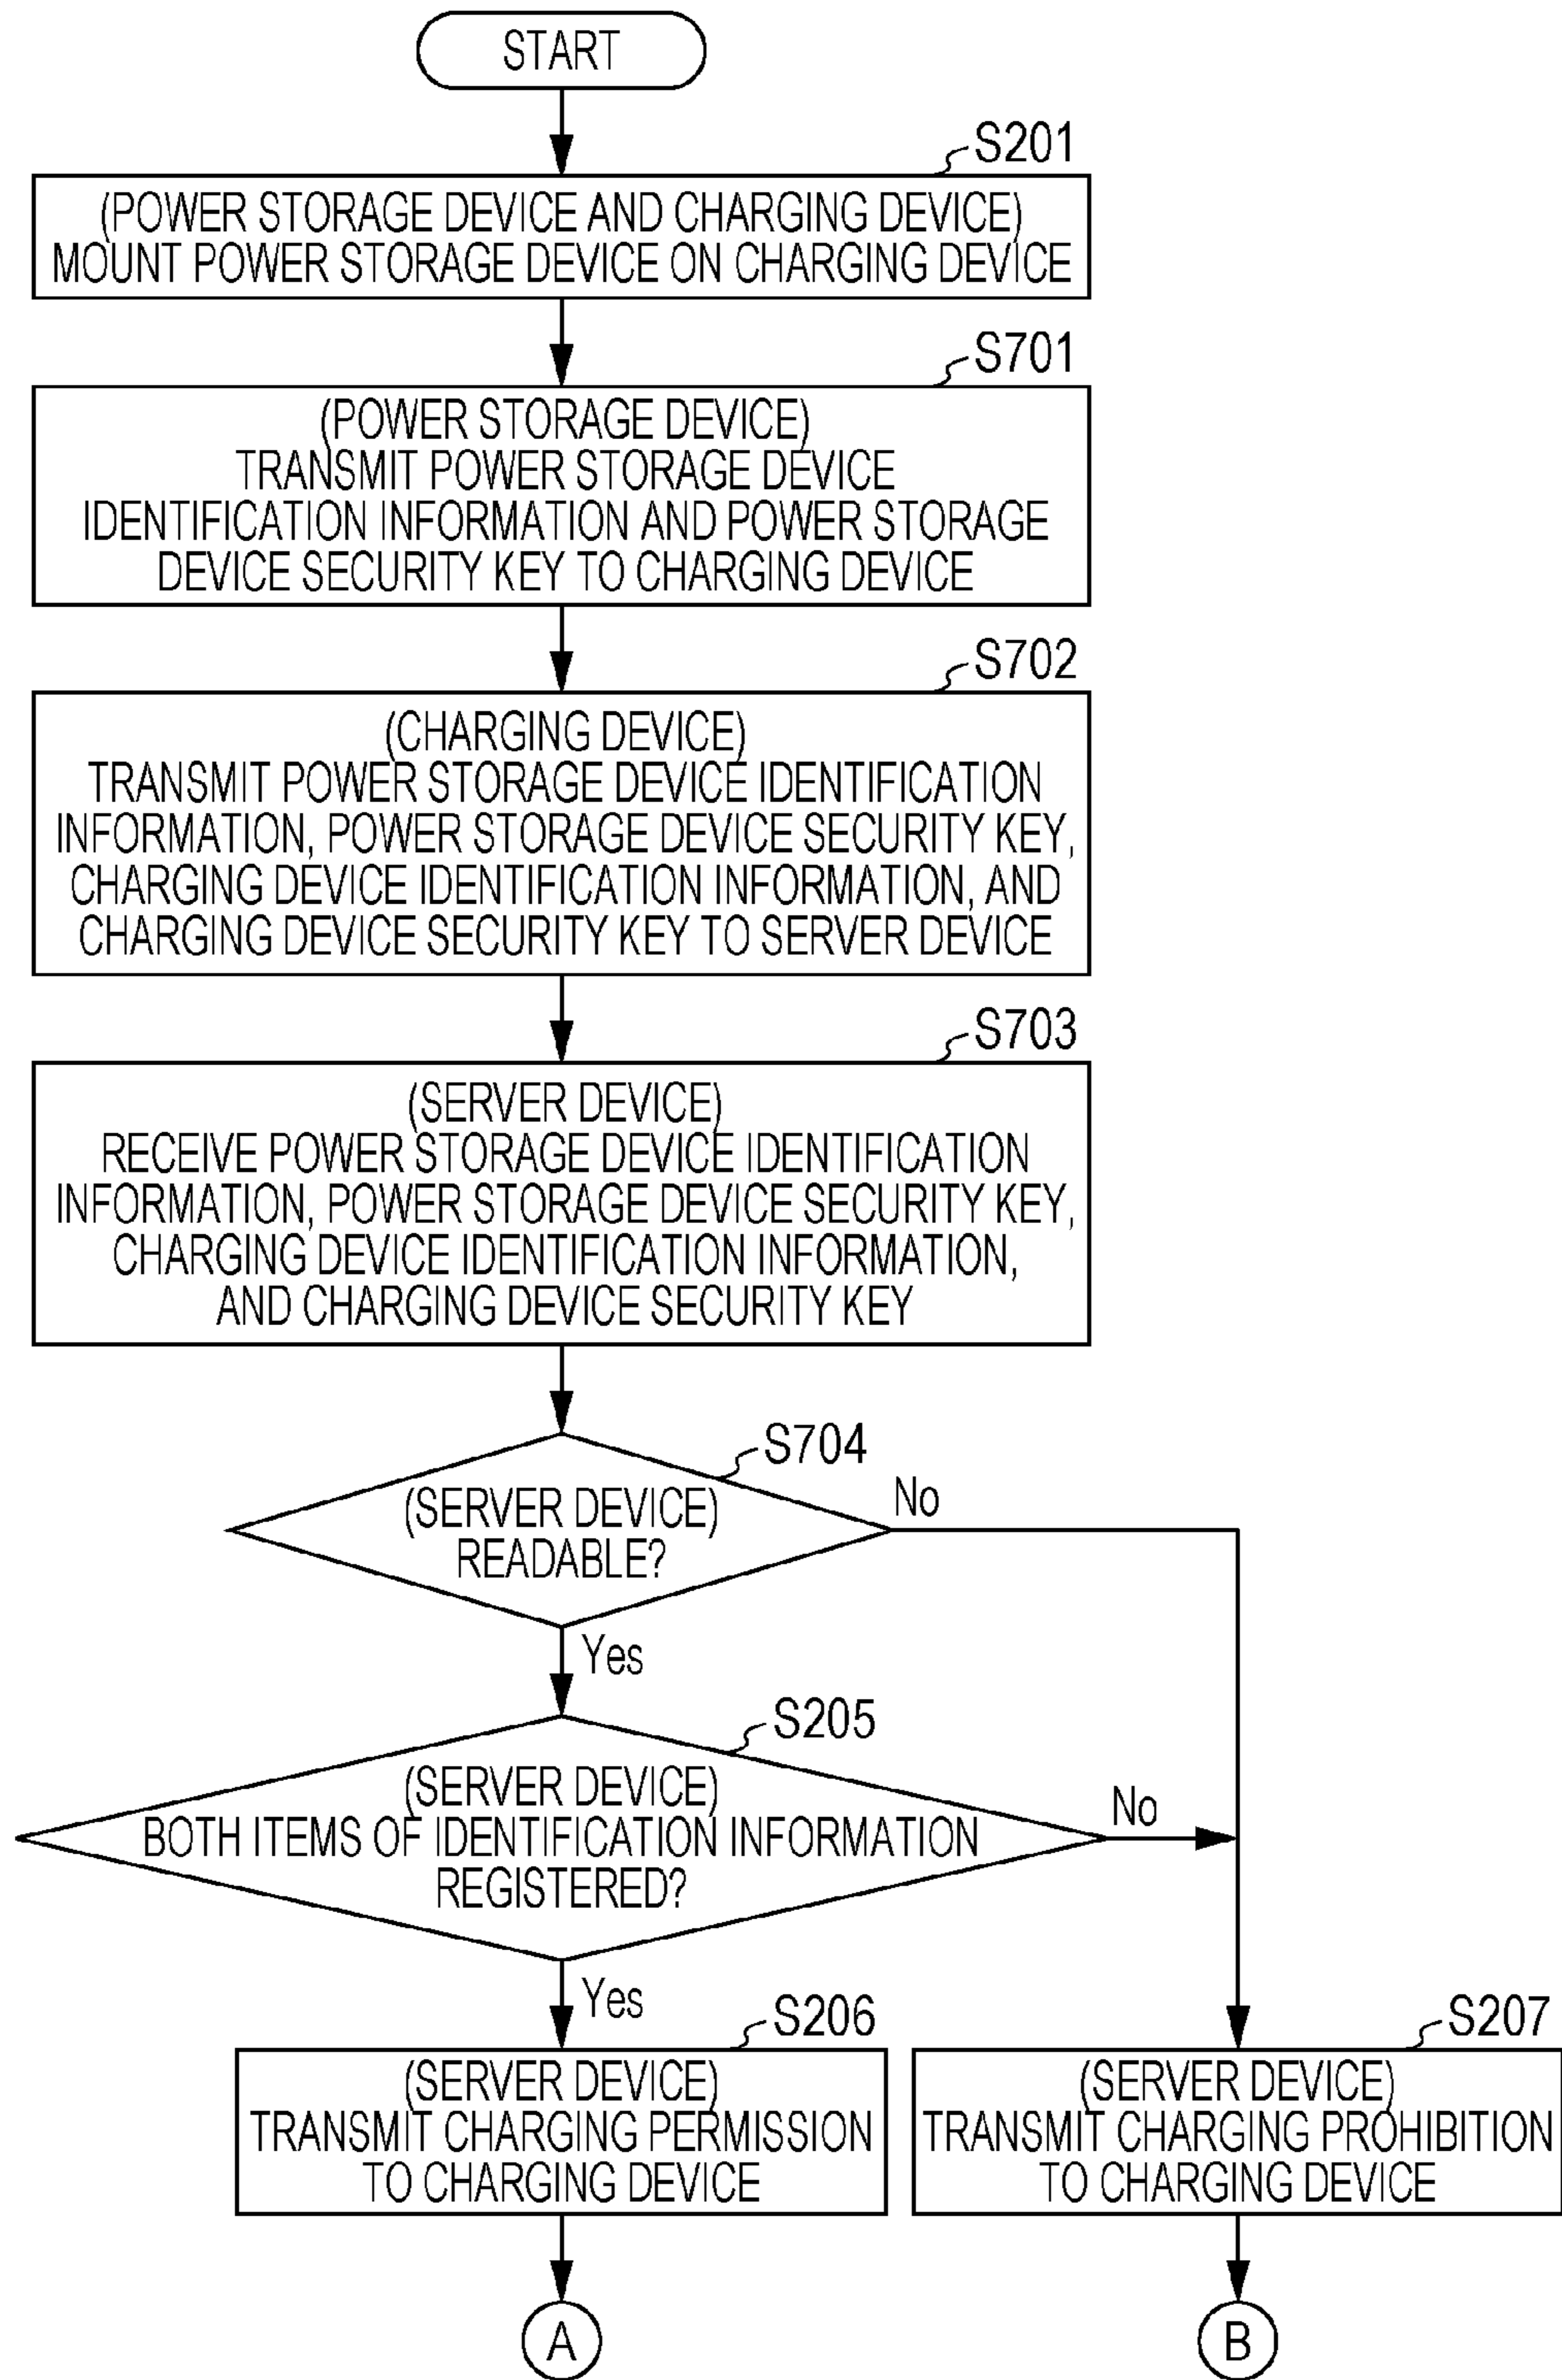 START
S201
(POWER STORAGE DEVICE AND CHARGING DEVICE)
MOUNT POWER STORAGE DEVICE ON CHARGING DEVICE
S701
(POWER STORAGE DEVICE)
TRANSMIT POWER STORAGE DEVICE
IDENTIFICATION INFORMATION AND POWER STORAGE
DEVICE SECURITY KEY TO CHARGING DEVICE
S702
(CHARGING DEVICE)
TRANSMIT POWER STORAGE DEVICE IDENTIFICATION
INFORMATION, POWER STORAGE DEVICE SECURITY KEY,
CHARGING DEVICE IDENTIFICATION INFORMATION, AND
CHARGING DEVICE SECURITY KEY TO SERVER DEVICE
S703
(SERVER DEVICE)
RECEIVE POWER STORAGE DEVICE IDENTIFICATION
INFORMATION, POWER STORAGE DEVICE SECURITY KEY,
CHARGING DEVICE IDENTIFICATION INFORMATION,
AND CHARGING DEVICE SECURITY KEY
S704
(SERVER DEVICE)
READABLE?
No
Yes
S205
(SERVER DEVICE)
BOTH ITEMS OF IDENTIFICATION INFORMATION
REGISTERED?
No
Yes
S206
(SERVER DEVICE)
TRANSMIT CHARGING PERMISSION
TO CHARGING DEVICE
S207
(SERVER DEVICE)
TRANSMIT CHARGING PROHIBITION
TO CHARGING DEVICE
A
B